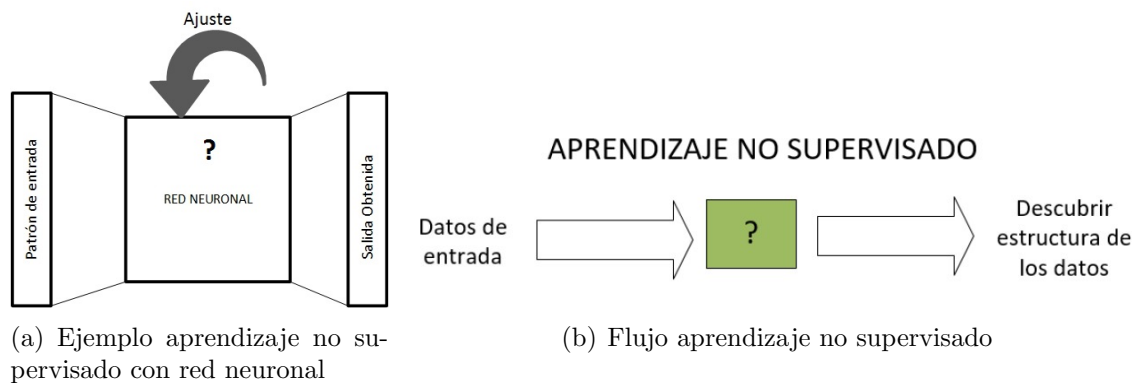 Ajuste
Patrón de entrada
?
RED NEURONAL
Salida Obtenida
(a) Ejemplo aprendizaje no su-
pervisado con red neuronal
APRENDIZAJE NO SUPERVISADO
Datos de
entrada
?
Descubrir
estructura de
los datos
(b) Flujo aprendizaje no supervisado